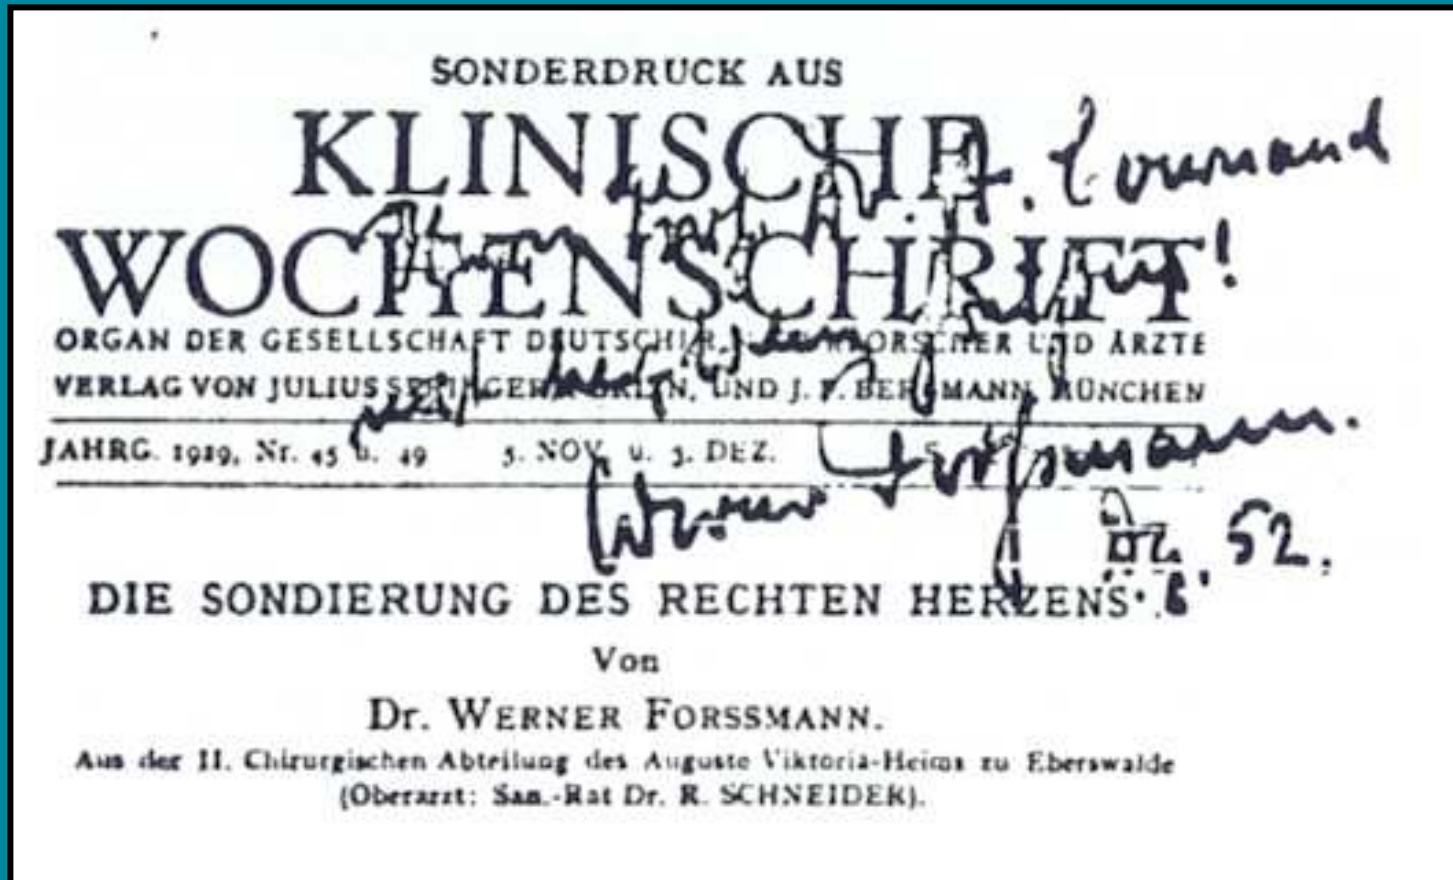 SONDERDRUCK AUS
KLINISCHE
F. Cournand
WOCHENSCHRIFT
ORGAN DER GESELLSCHAFT DEUTSCHER NATURFORSCHER UND ÄRZTE
VERLAG VON JULIUS SPRINGER, BERLIN, UND J. F. BERGMANN, MÜNCHEN
JAHRG. 1929, Nr. 45 u. 49 5. NOV. u. 3. DEZ.
Werner Forssmann.
52.
DIE SONDIERUNG DES RECHTEN HERZENS.
Von
Dr. WERNER FORSSMANN.
Aus der II. Chirurgischen Abteilung des Auguste Viktoria-Heims zu Eberswalde
(Oberarzt: San.-Rat Dr. R. SCHNEIDER).